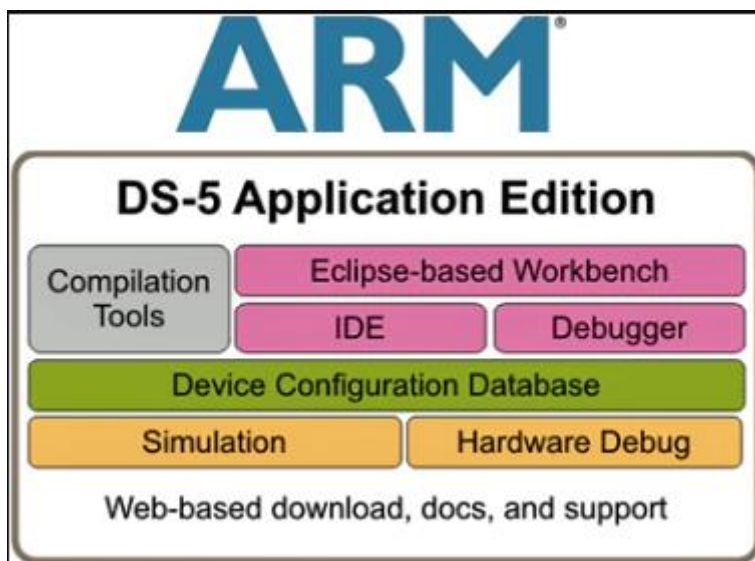 ARM®
DS-5 Application Edition
Compilation
Tools
Eclipse-based Workbench
IDE
Debugger
Device Configuration Database
Simulation
Hardware Debug
Web-based download, docs, and support